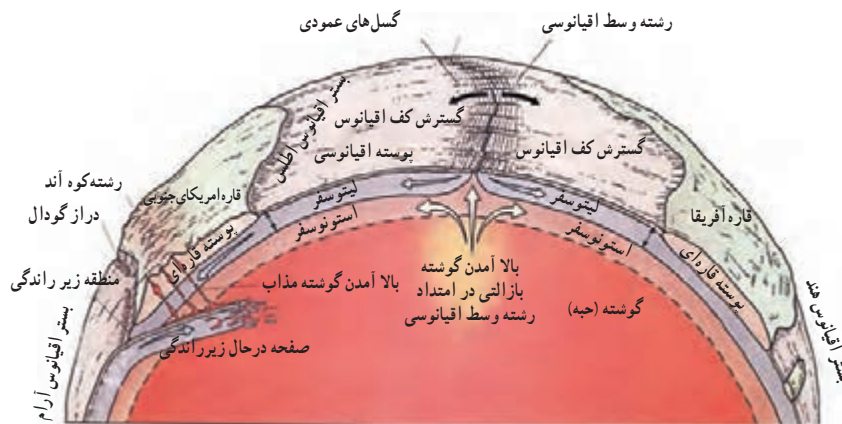 رشته وسط اقیانوسی
گسل‌های عمودی
گسترش کف اقیانوس
گسترش کف اقیانوس
پوسته اقیانوسی
بستر اقیانوس اطلس
قاره آفریقا
قاره امریکای جنوبی
رشته‌کوه آند
دراز گودال
منطقه زیر راندگی
پوسته قاره‌ای
لیتوسفر
استونوسفر
لیتوسفر
استونوسفر
پوسته قاره‌ای
بستر اقیانوس هند
بالا آمدن گوشته مذاب
بالا آمدن گوشته
بازالتی در امتداد
رشته وسط اقیانوسی
گوشته (جبه)
صفحه درحال زیرراندگی
بستر اقیانوس آرام